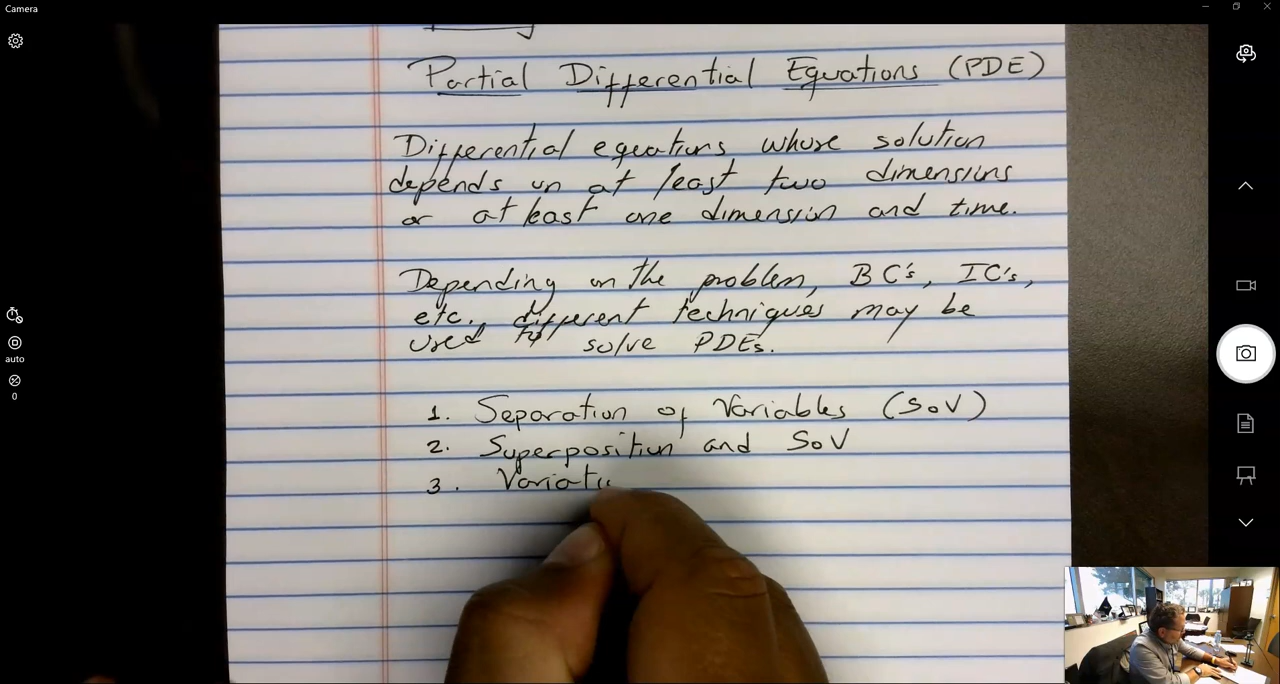 Camera
Partial Differential Equations (PDE)
Differential equations whose solution
depends on at least two dimensions
or at least one dimension and time.
Depending on the problem, BC's, IC's,
etc. different techniques may be
used to solve PDEs.
1. Separation of Variables (SoV)
2. Superposition and SoV
3. Variati
auto
0